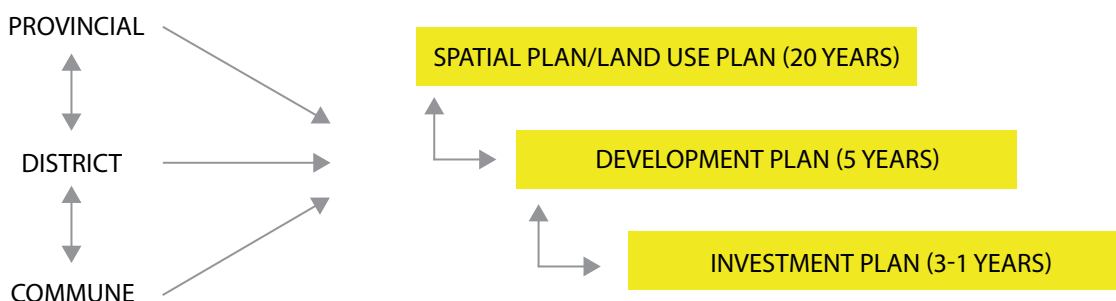 PROVINCIAL
DISTRICT
COMMUNE
SPATIAL PLAN/LAND USE PLAN (20 YEARS)
DEVELOPMENT PLAN (5 YEARS)
INVESTMENT PLAN (3-1 YEARS)